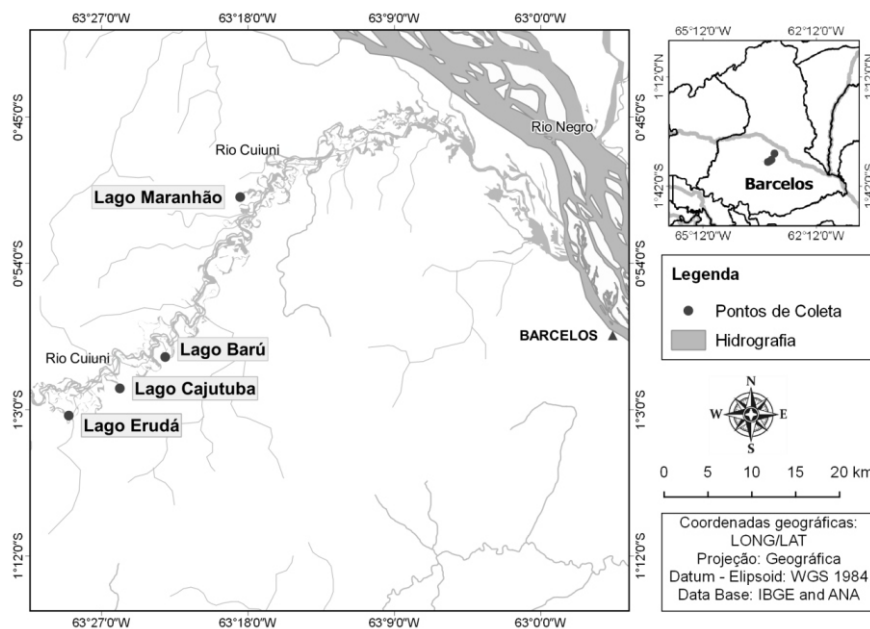 63°27'0"W 63°18'0"W 63°9'0"W 63°0'0"W
0°45'0"S
0°54'0"S
1°3'0"S
1°12'0"S
Rio Negro
Rio Cuiuni
Lago Maranhão
BARCELOS
Rio Cuiuni
Lago Barú
Lago Cajutuba
Lago Erudá
0°45'0"S
0°54'0"S
1°3'0"S
1°12'0"S
63°27'0"W 63°18'0"W 63°9'0"W 63°0'0"W
65°12'0"W 62°12'0"W
1°12'0"N
1°42'0"S
Barcelos
1°12'0"N
1°42'0"S
65°12'0"W 62°12'0"W
Legenda
Pontos de Coleta
Hidrografia
N
W E
S
0 5 10 15 20 km
Coordenadas geográficas:
LONG/LAT
Projeção: Geográfica
Datum - Elipsoid: WGS 1984
Data Base: IBGE and ANA